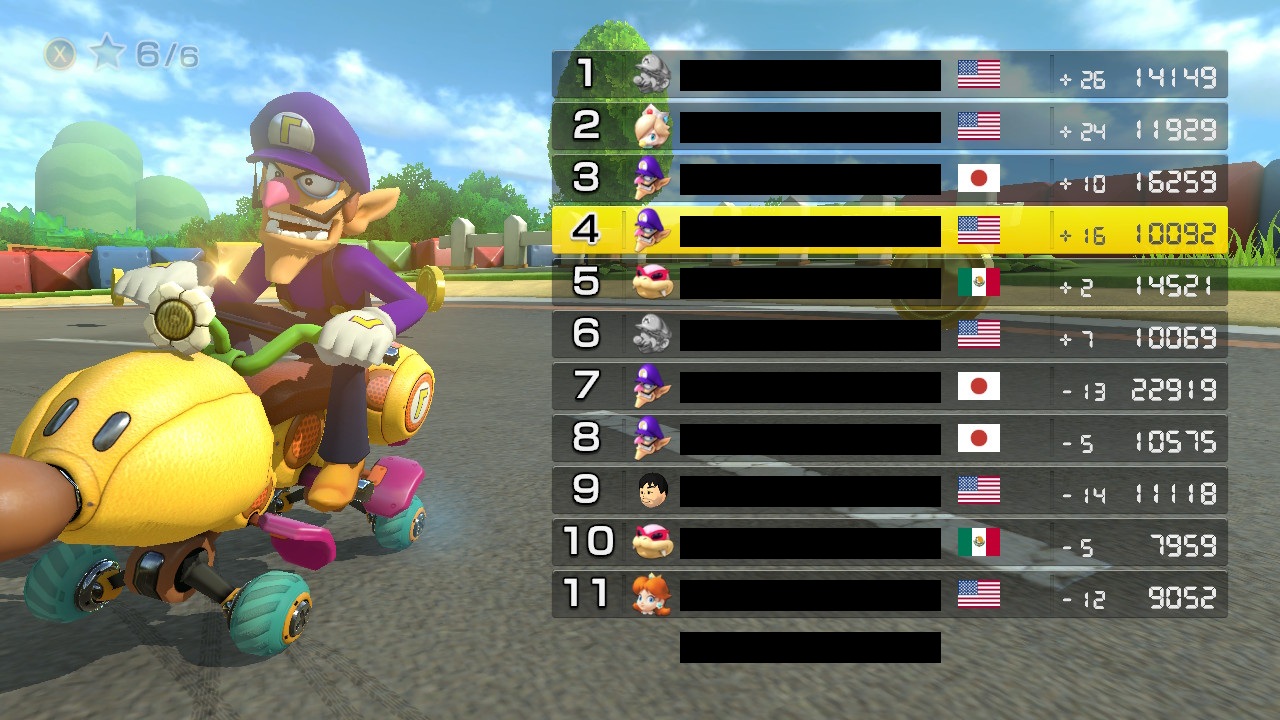 X 6/6
1 + 26 14149
2 + 24 11929
3 + 10 16259
4 + 16 10092
5 + 2 14521
6 + 7 10069
7 - 13 22919
8 - 5 10575
9 - 14 11118
10 - 5 7959
11 - 12 9052